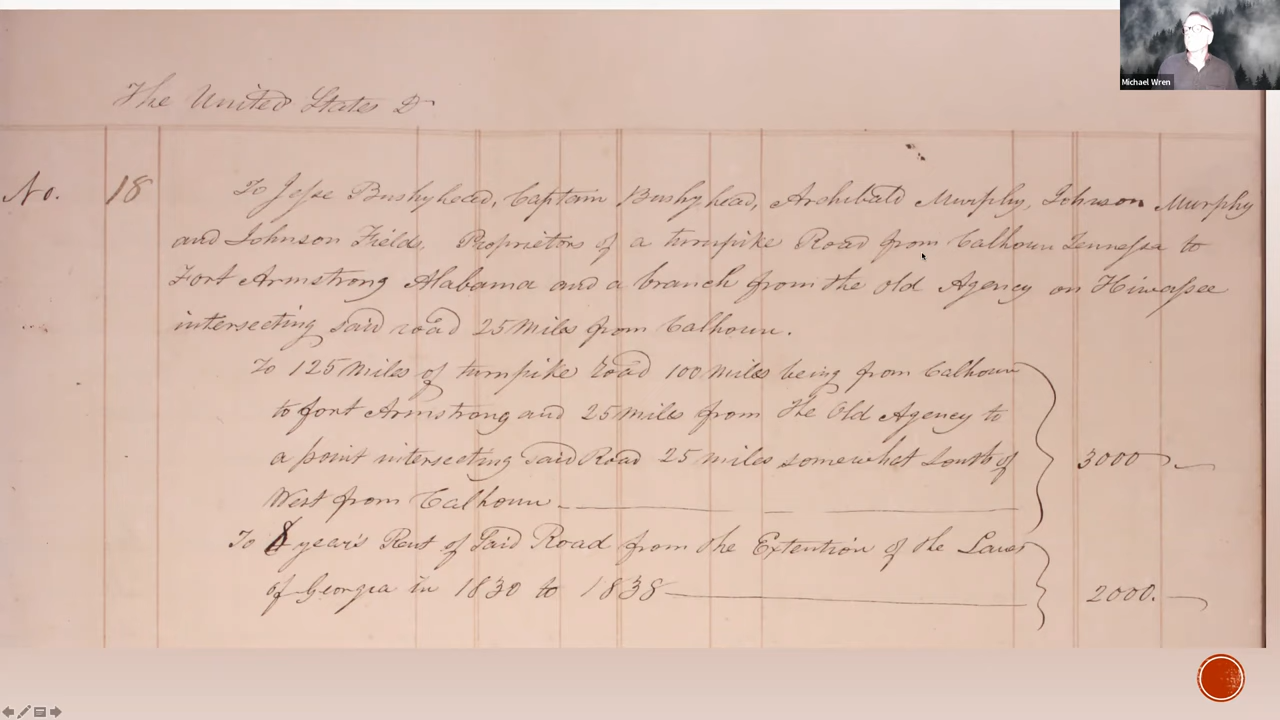 Michael Wren
The United States Dr
No. 18 To Jesse Bushyhead, Captain Bushyhead, Archibald Murphy, Johnson Murphy
and Johnson Fields, Proprietors of a turnpike Road from Calhoun Tennessee to
Fort Armstrong Alabama and a branch from the old Agency on Hiwassee
intersecting said road 25 Miles from Calhoun.
To 125 Miles of turnpike Road 100 Miles being from Calhoun
to fort Armstrong and 25 Miles from the Old Agency to
a point intersecting said Road 25 miles somewhat South of 3000
West from Calhoun
To 8 year's Rent of Said Road from the Extention of the Laws
of Georgia in 1830 to 1838 2000.